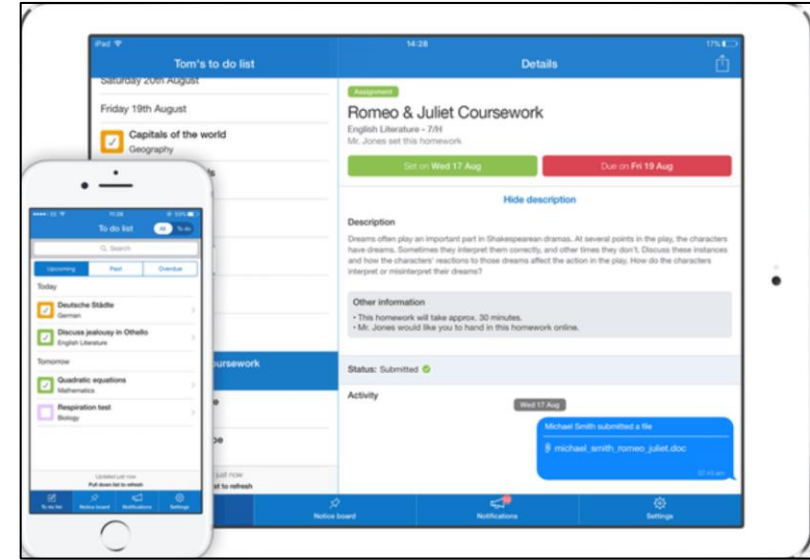 iPad
14:28
17%
Tom's to do list
Details
Saturday 20th August
Friday 19th August
Capitals of the world
Geography
Assignment
Romeo & Juliet Coursework
English Literature - 7/H
Mr. Jones set this homework
Set on Wed 17 Aug
Due on Fri 19 Aug
Hide description
Description
Dreams often play an important part in Shakespearean dramas. At several points in the play, the characters
have dreams. Sometimes they interpret them correctly, and other times they don't. Discuss these instances
and how the characters' reactions to those dreams affect the action in the play. How do the characters
interpret or misinterpret their dreams?
Other information
• This homework will take approx. 30 minutes.
• Mr. Jones would like you to hand in this homework online.
Status: Submitted
Activity
Wed 17 Aug
Michael Smith submitted a file
michael_smith_romeo_juliet.doc
07:43 am
Notice board
Notifications
Settings
11:28
53%
To do list
All
To do
Search
Upcoming
Past
Overdue
Today
Deutsche Städte
German
Discuss jealousy in Othello
English Literature
Tomorrow
Quadratic equations
Mathematics
Respiration test
Biology
Updated just now
Pull down list to refresh
To do list
Notice board
Notifications
Settings